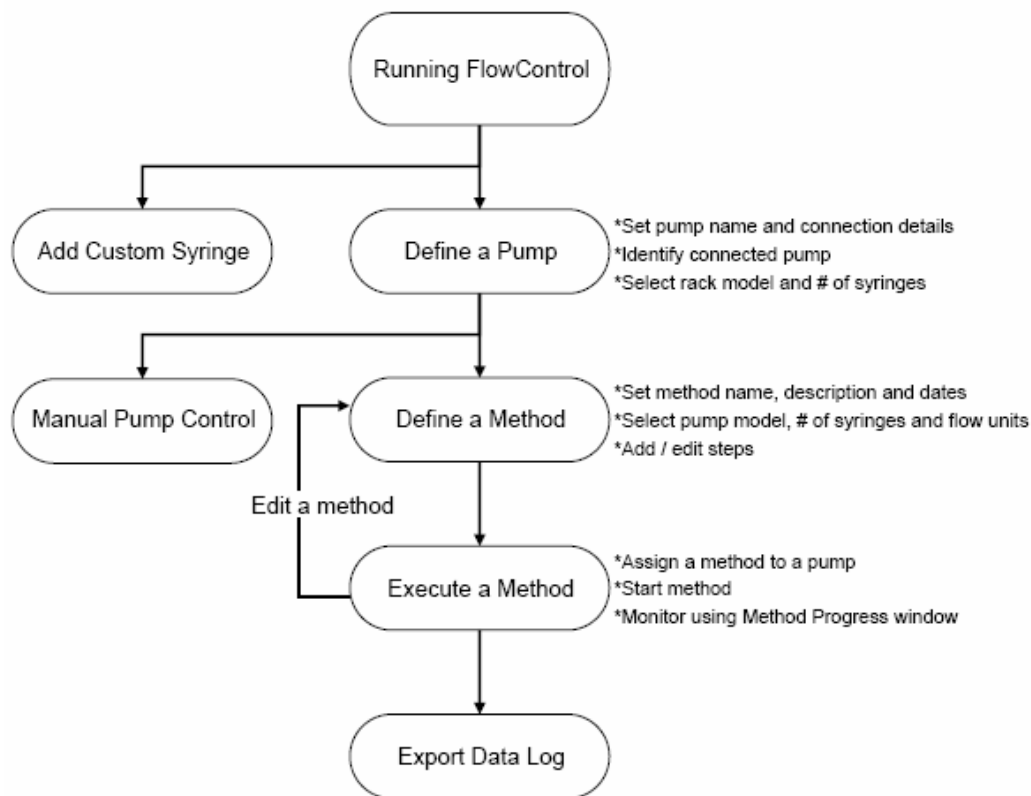 Running FlowControl
Add Custom Syringe
Define a Pump
*Set pump name and connection details
*Identify connected pump
*Select rack model and # of syringes
Manual Pump Control
Define a Method
*Set method name, description and dates
*Select pump model, # of syringes and flow units
*Add / edit steps
Edit a method
Execute a Method
*Assign a method to a pump
*Start method
*Monitor using Method Progress window
Export Data Log